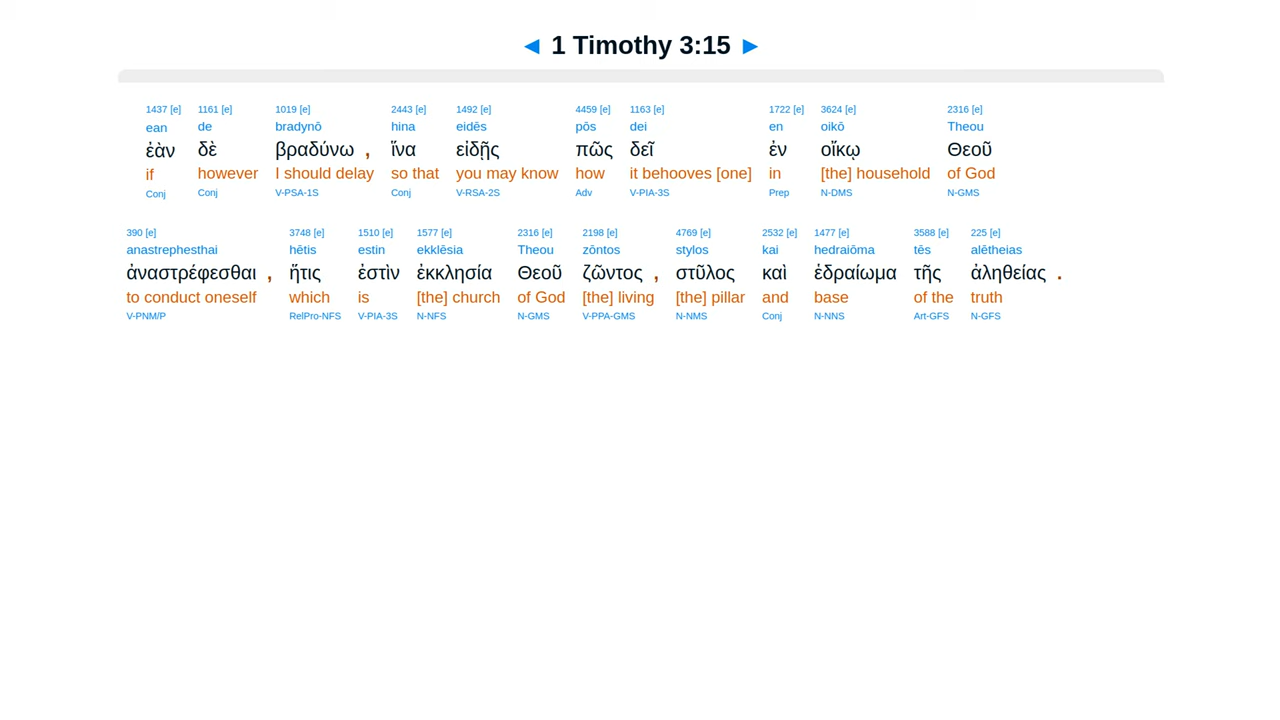 ◄ 1 Timothy 3:15 ►
1437 [e] 1161 [e] 1019 [e] 2443 [e] 1492 [e] 4459 [e] 1163 [e] 1722 [e] 3624 [e] 2316 [e]
ean de bradynō hina eidēs pōs dei en oikō Theou
ἐὰν δὲ βραδύνω , ἵνα εἰδῇς πῶς δεῖ ἐν οἴκῳ Θεοῦ
if however I should delay so that you may know how it behooves [one] in [the] household of God
Conj Conj V-PSA-1S Conj V-RSA-2S Adv V-PIA-3S Prep N-DMS N-GMS
390 [e] 3748 [e] 1510 [e] 1577 [e] 2316 [e] 2198 [e] 4769 [e] 2532 [e] 1477 [e] 3588 [e] 225 [e]
anastrephesthai hētis estin ekklēsia Theou zōntos stylos kai hedraiōma tēs alētheias
ἀναστρέφεσθαι , ἥτις ἐστὶν ἐκκλησία Θεοῦ ζῶντος , στῦλος καὶ ἑδραίωμα τῆς ἀληθείας .
to conduct oneself which is [the] church of God [the] living [the] pillar and base of the truth
V-PNM/P RelPro-NFS V-PIA-3S N-NFS N-GMS V-PPA-GMS N-NMS Conj N-NNS Art-GFS N-GFS